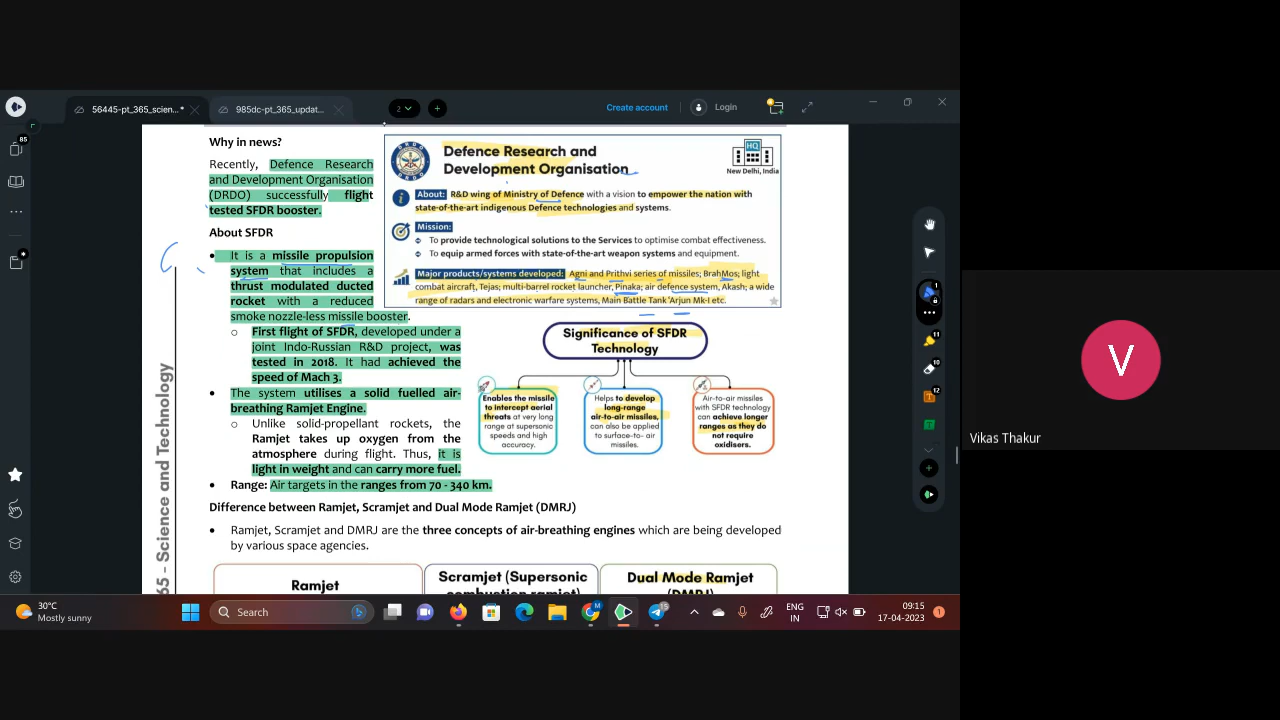 56445-pt_365_scien...*
985dc-pt_365_updat...
2
Create account
Login
85
Why in news?
Recently, Defence Research
and Development Organisation
(DRDO) successfully flight
tested SFDR booster.
About SFDR
It is a missile propulsion
system that includes a
thrust modulated ducted
rocket with a reduced
smoke nozzle-less missile booster.
First flight of SFDR, developed under a
joint Indo-Russian R&D project, was
tested in 2018. It had achieved the
speed of Mach 3.
The system utilises a solid fuelled air-
breathing Ramjet Engine.
Unlike solid-propellant rockets, the
Ramjet takes up oxygen from the
atmosphere during flight. Thus, it is
light in weight and can carry more fuel.
Range: Air targets in the ranges from 70 - 340 km.
Defence Research and
Development Organisation
HQ
New Delhi, India
About: R&D wing of Ministry of Defence with a vision to empower the nation with
state-of-the-art indigenous Defence technologies and systems.
Mission:
To provide technological solutions to the Services to optimise combat effectiveness.
To equip armed forces with state-of-the-art weapon systems and equipment.
Major products/systems developed: Agni and Prithvi series of missiles; BrahMos; light
combat aircraft, Tejas; multi-barrel rocket launcher, Pinaka; air defence system, Akash; a wide
range of radars and electronic warfare systems, Main Battle Tank 'Arjun Mk-I etc.
Significance of SFDR
Technology
Enables the missile
to intercept aerial
threats at very long
range at supersonic
speeds and high
accuracy.
Helps to develop
long-range
air-to-air missiles,
can also be applied
to surface-to- air
missiles.
Air-to-air missiles
with SFDR technology
can achieve longer
ranges as they do
not require
oxidisers.
Difference between Ramjet, Scramjet and Dual Mode Ramjet (DMRJ)
Ramjet, Scramjet and DMRJ are the three concepts of air-breathing engines which are being developed
by various space agencies.
Ramjet
Scramjet (Supersonic
combustion ramjet)
Dual Mode Ramjet
(DMRJ)
65 - Science and Technology
1
11
10
12
V
Vikas Thakur
30°C
Mostly sunny
Search
15
ENG
IN
09:15
17-04-2023
1